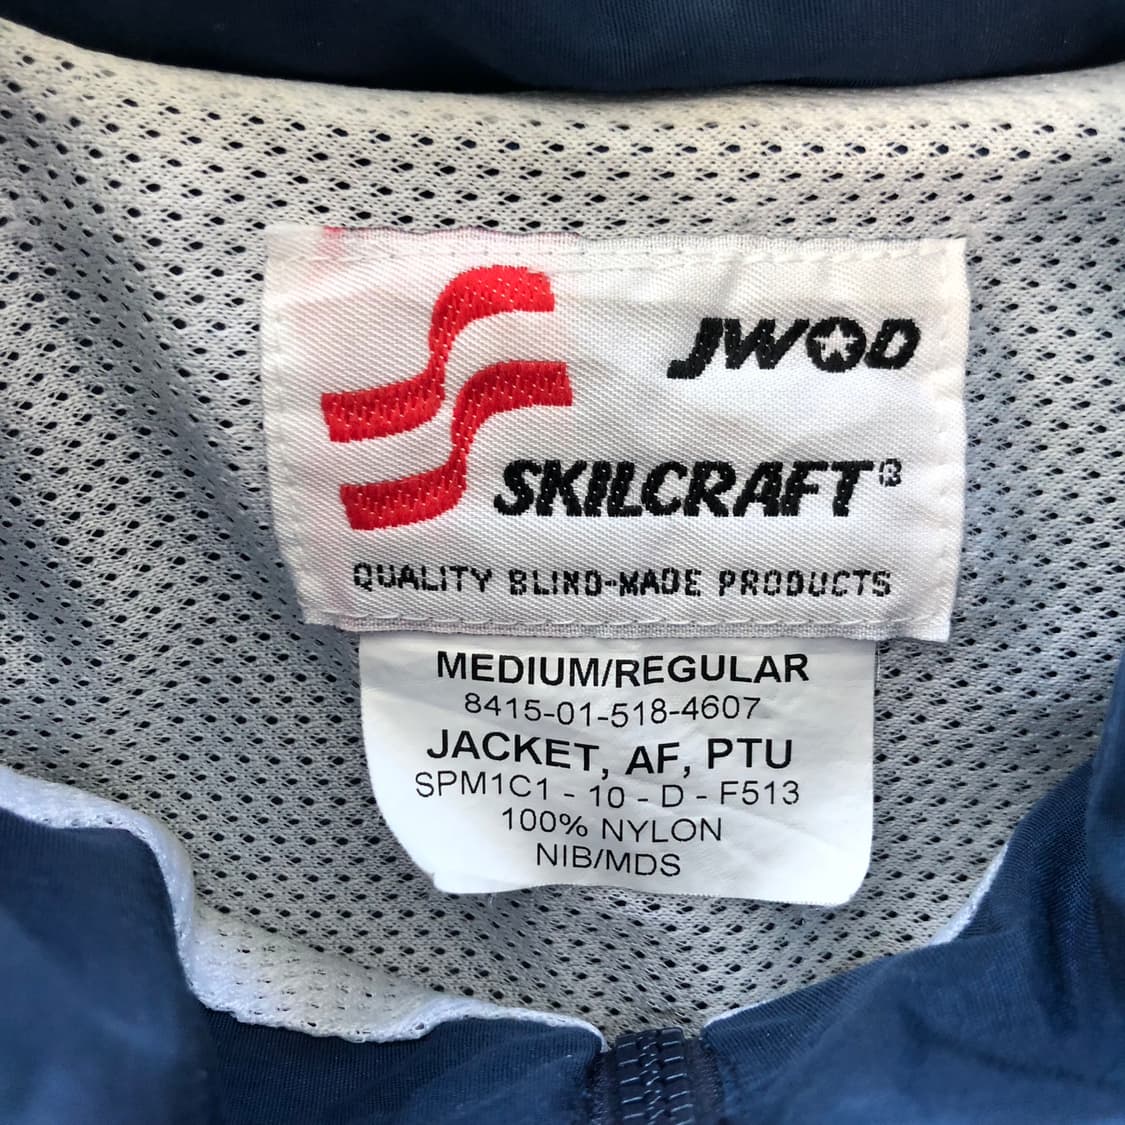 JWOD
SKILCRAFT®
QUALITY BLIND-MADE PRODUCTS
MEDIUM/REGULAR
8415-01-518-4607
JACKET, AF, PTU
SPM1C1 - 10 - D - F513
100% NYLON
NIB/MDS